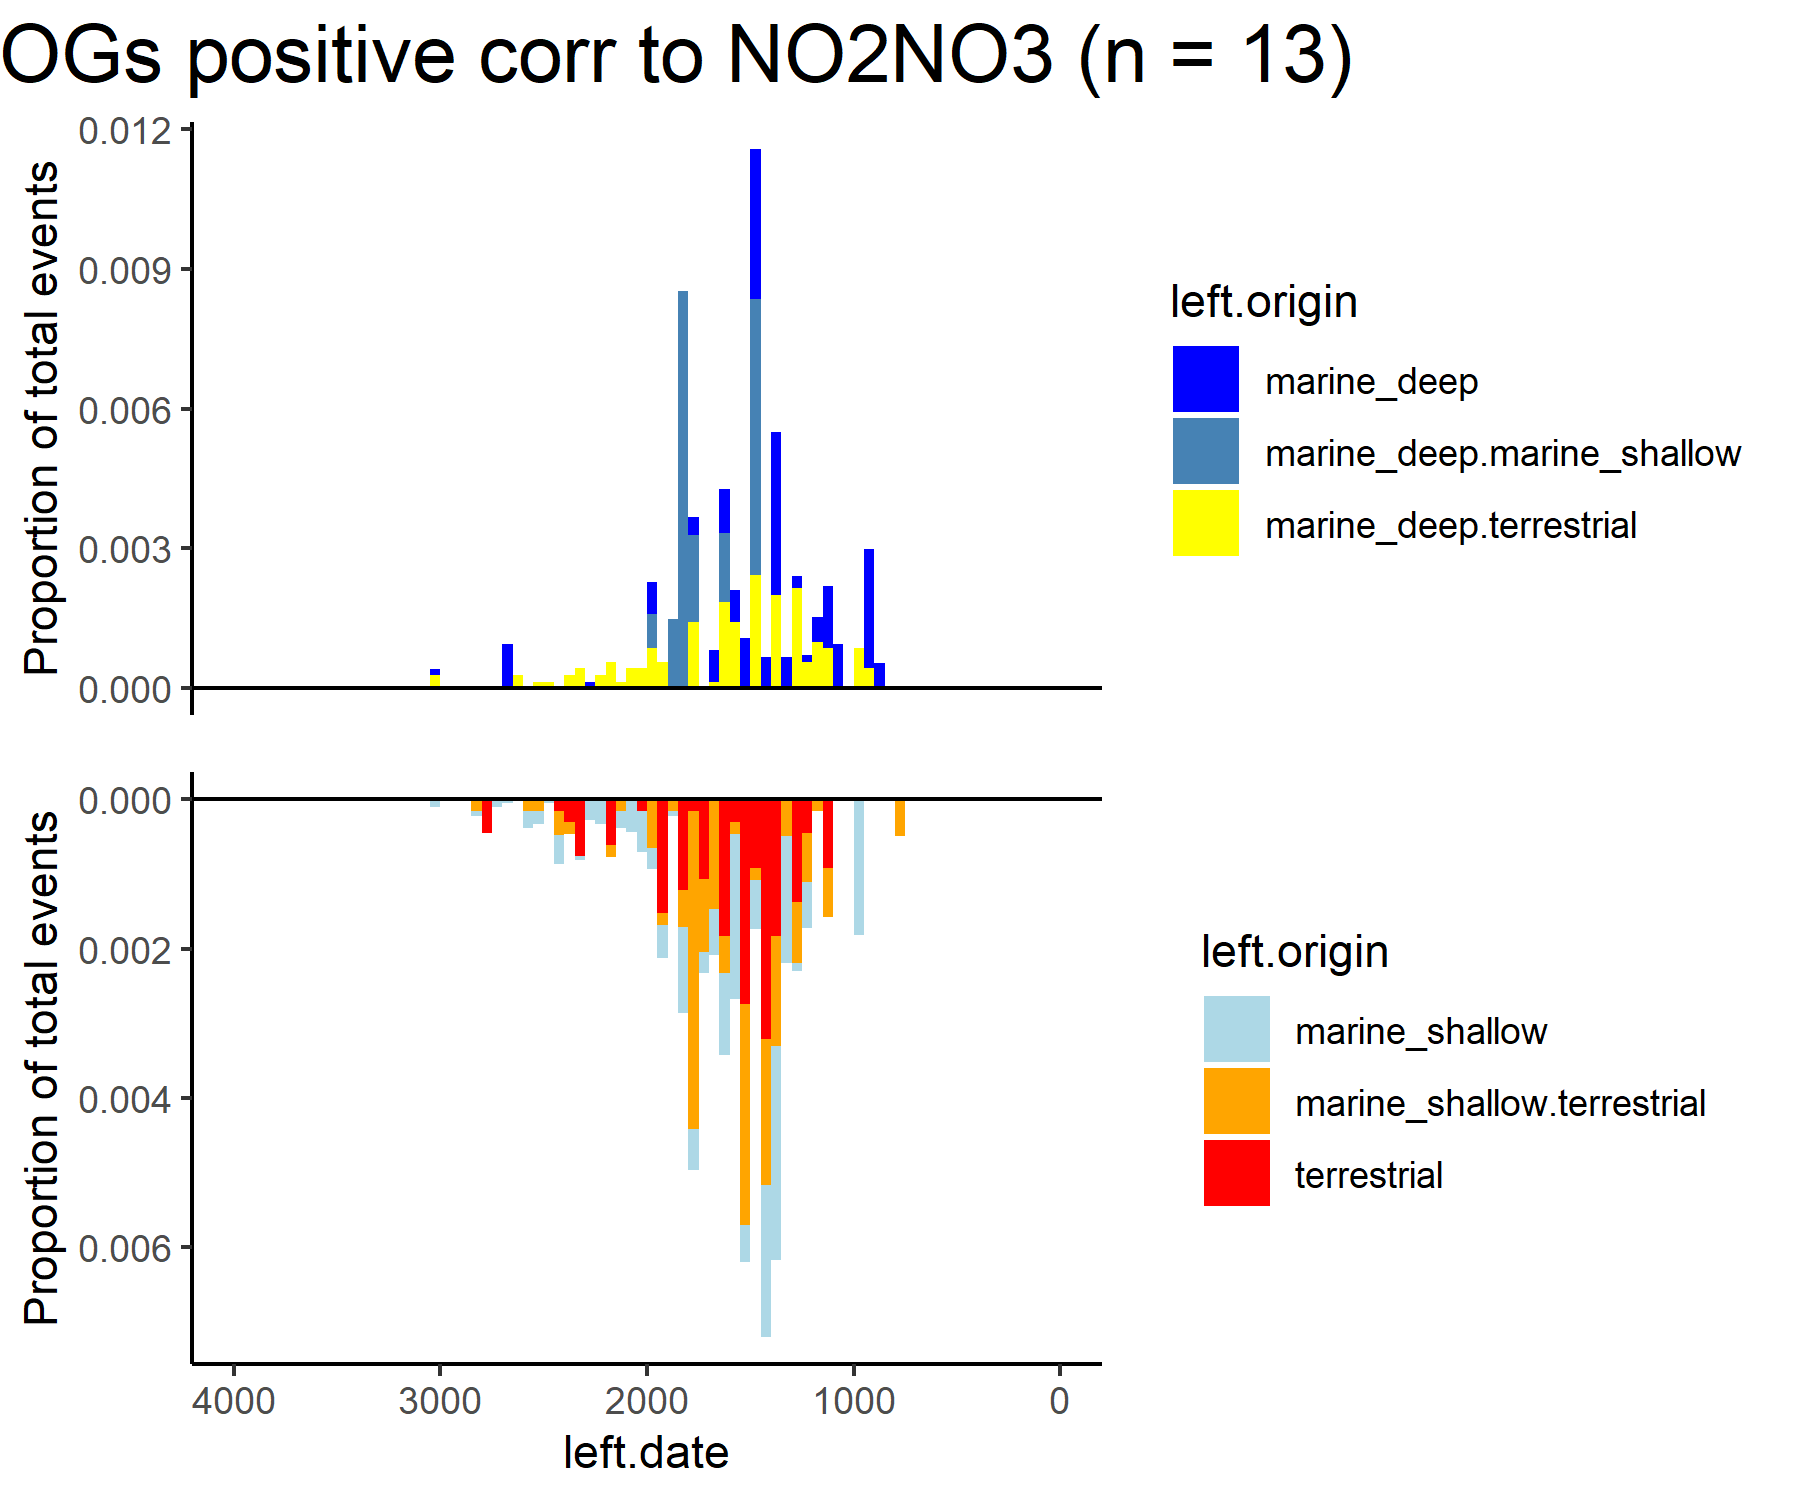 OGs positive corr to NO2NO3 (n = 13)
Proportion of total events
0.012
0.009
0.006
0.003
0.000
left.origin
marine_deep
marine_deep.marine_shallow
marine_deep.terrestrial
Proportion of total events
0.000
0.002
0.004
0.006
left.origin
marine_shallow
marine_shallow.terrestrial
terrestrial
4000 3000 2000 1000 0
left.date